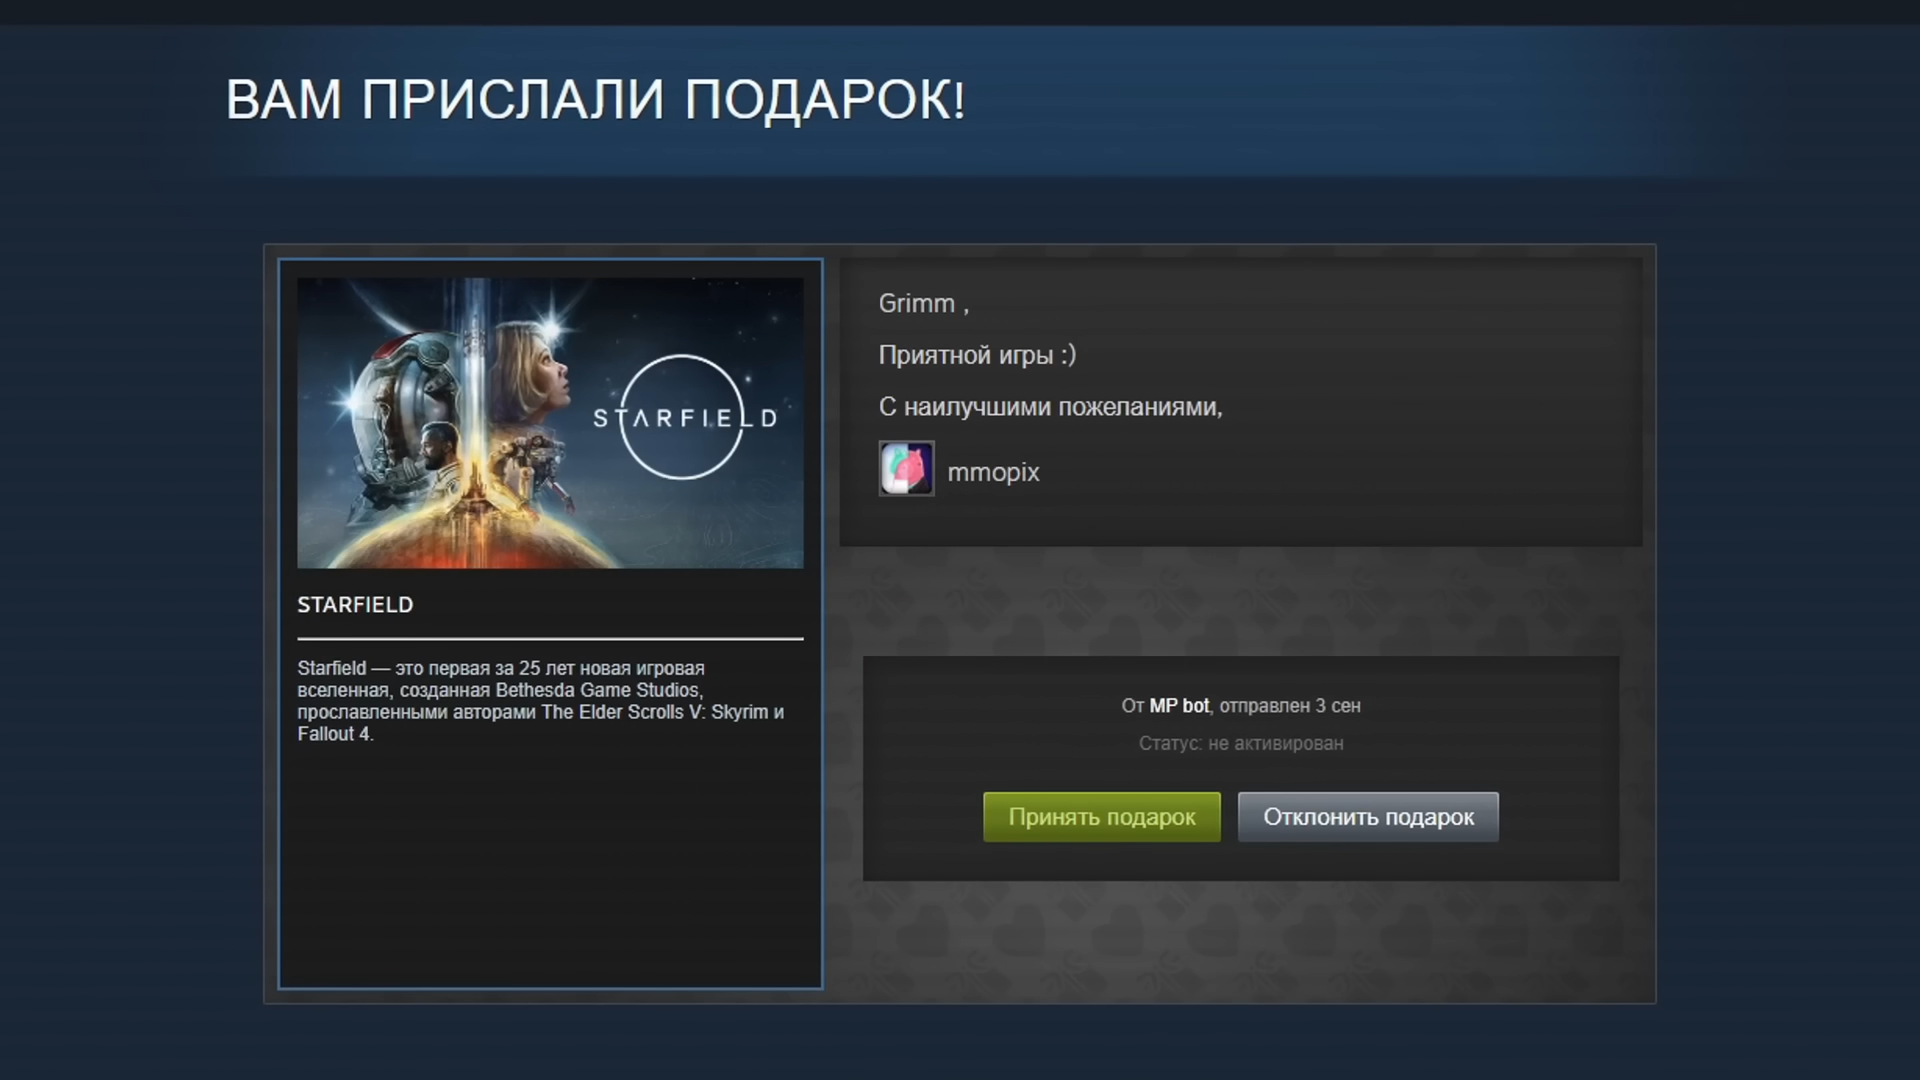 ВАМ ПРИСЛАЛИ ПОДАРОК!
STARFIELD
STARFIELD
Starfield — это первая за 25 лет новая игровая
вселенная, созданная Bethesda Game Studios,
прославленными авторами The Elder Scrolls V: Skyrim и
Fallout 4.
Grimm ,
Приятной игры :)
С наилучшими пожеланиями,
mmopix
От MP bot, отправлен 3 сен
Статус: не активирован
Принять подарок
Отклонить подарок